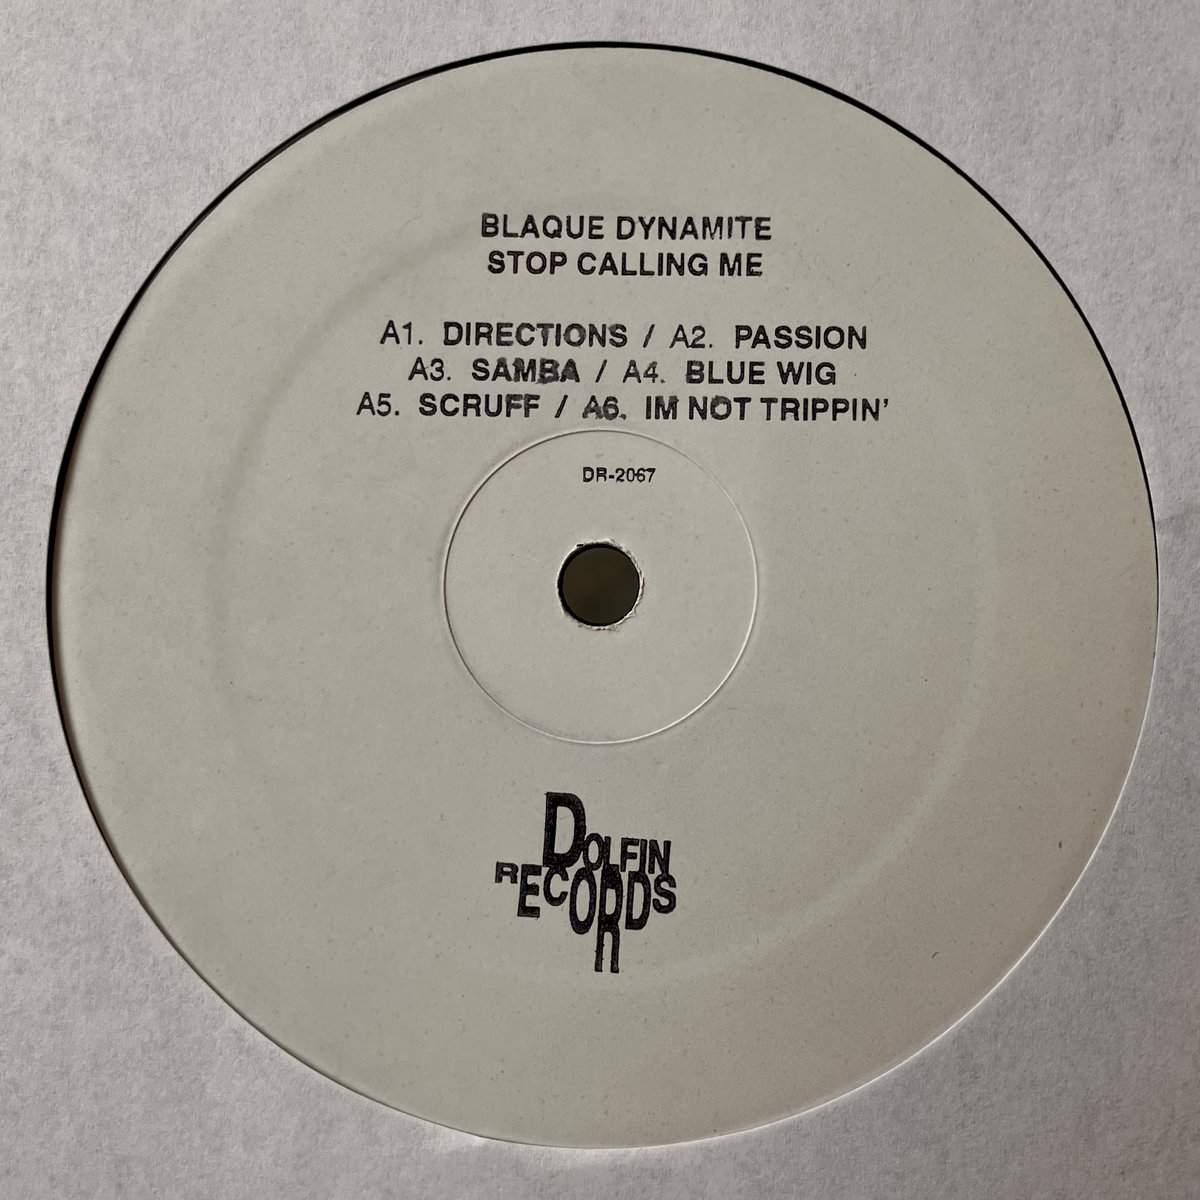 BLAQUE DYNAMITE
STOP CALLING ME
A1. DIRECTIONS / A2. PASSION
A3. SAMBA / A4. BLUE WIG
A5. SCRUFF / A6. IM NOT TRIPPIN'
DR-2067
DOLFIN
RECORDS